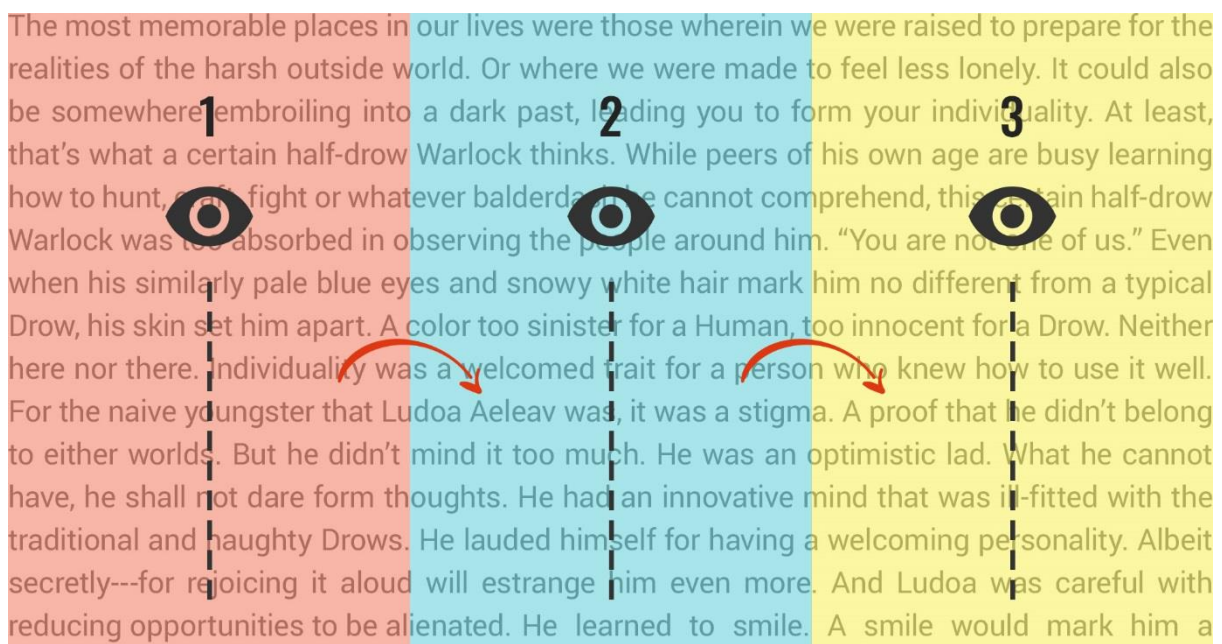 The most memorable places in our lives were those wherein we were raised to prepare for the
realities of the harsh outside world. Or where we were made to feel less lonely. It could also
be somewhere embroiling into a dark past, leading you to form your individuality. At least,
1 2 3
that's what a certain half-drow Warlock thinks. While peers of his own age are busy learning
how to hunt, craft, fight or whatever balderdash he cannot comprehend, this certain half-drow
Warlock was too absorbed in observing the people around him. “You are not one of us.” Even
when his similarly pale blue eyes and snowy white hair mark him no different from a typical
Drow, his skin set him apart. A color too sinister for a Human, too innocent for a Drow. Neither
here nor there. Individuality was a welcomed trait for a person who knew how to use it well.
For the naive youngster that Ludoa Aeleav was, it was a stigma. A proof that he didn't belong
to either worlds. But he didn't mind it too much. He was an optimistic lad. What he cannot
have, he shall not dare form thoughts. He had an innovative mind that was ill-fitted with the
traditional and haughty Drows. He lauded himself for having a welcoming personality. Albeit
secretly---for rejoicing it aloud will estrange him even more. And Ludoa was careful with
reducing opportunities to be alienated. He learned to smile. A smile would mark him a